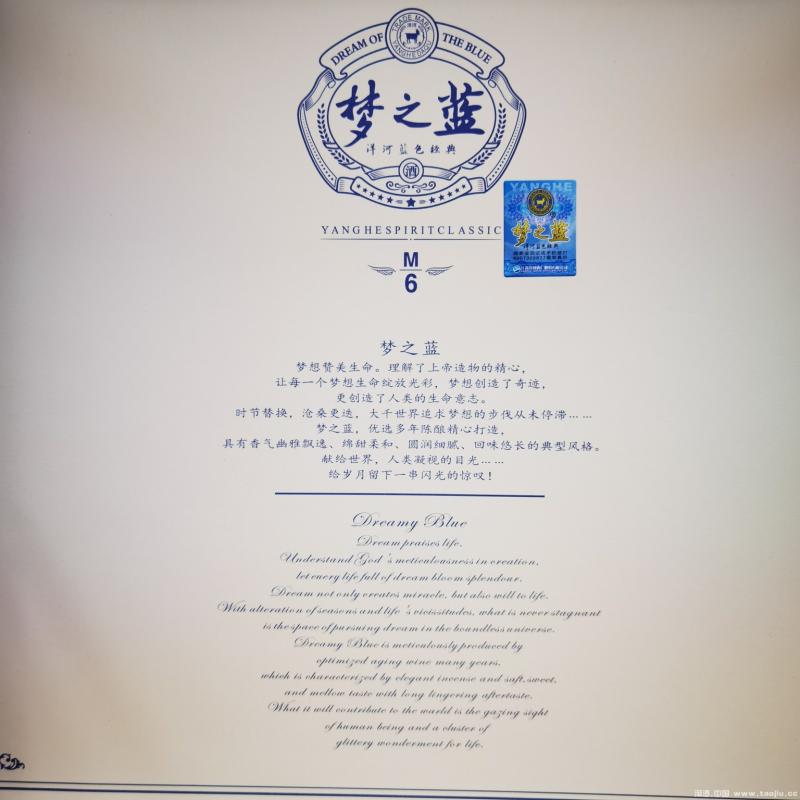 TRADE MARK
DREAM OF THE BLUE
梦之蓝
洋河蓝色经典
酒
YANGHESPIRITCLASSIC
M
6
YANGHE
梦之蓝
洋河蓝色经典
梦之蓝
梦想赞美生命。理解了上帝造物的精心，
让每一个梦想生命绽放光彩，梦想创造了奇迹，
更创造了人类的生命意志。
时节替换，沧桑更迭，大千世界追求梦想的步伐从未停滞……
梦之蓝，优选多年陈酿精心打造，
具有香气幽雅飘逸、绵甜柔和、圆润细腻、回味悠长的典型风格。
献给世界，人类凝视的目光……
给岁月留下一串闪光的惊叹！
Dreamy Blue
Dream praises life.
Understand God 's meticulousness in creation,
let every life full of dream bloom splendour.
Dream not only creates miracle, but also will to life.
With alteration of seasons and life 's vicissitudes, what is never stagnant
is the space of pursuing dream in the boundless universe.
Dreamy Blue is meticulously produced by
optimized aging wine many years,
which is characterized by elegant incense and saft, sweet,
and mellow taste with long lingering aftertaste.
What it will contribute to the world is the gazing sight
of human being and a cluster of
glittery wonderment for life.
淘酒 中国 www.taojiu.cc